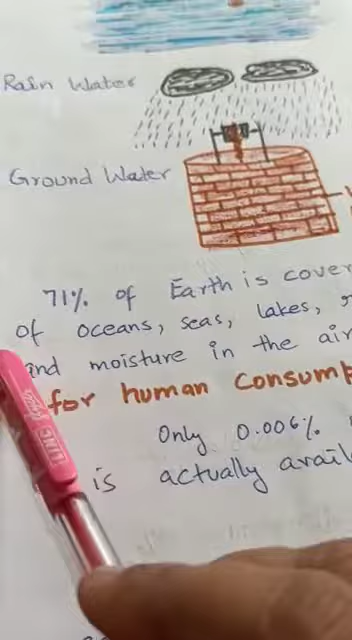 Rain Water
Ground Water
71% of Earth is cover
of oceans, seas, lakes,
and moisture in the air
for human consump
Only 0.006%
is actually avail
LINC